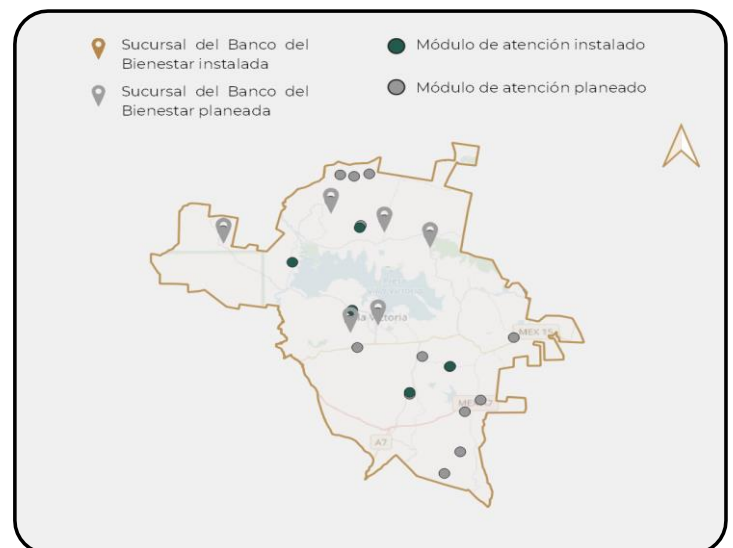 Sucursal del Banco del
Bienestar instalada
Sucursal del Banco del
Bienestar planeada
Módulo de atención instalado
Módulo de atención planeado
Victoria
MEX 15
A7